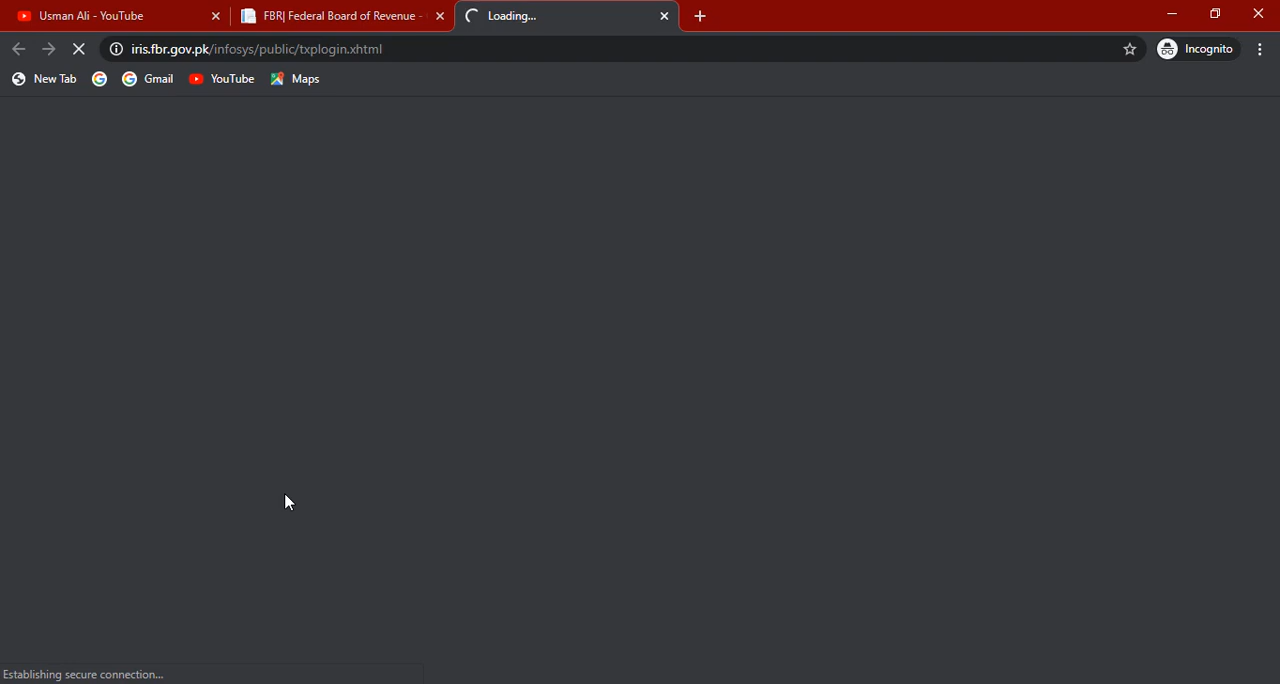 Usman Ali - YouTube
FBR| Federal Board of Revenue -
Loading...
iris.fbr.gov.pk/infosys/public/txplogin.xhtml
Incognito
New Tab
Gmail
YouTube
Maps
Establishing secure connection...